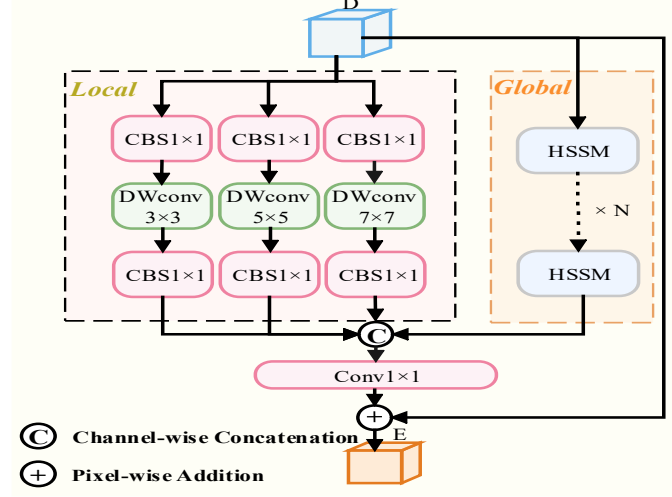 D
Local
Global
CBS1×1 CBS1×1 CBS1×1
HSSM
DWconv 3×3
DWconv 5×5
DWconv 7×7
× N
CBS1×1 CBS1×1 CBS1×1
HSSM
C
Conv1×1
+
E
C Channel-wise Concatenation
+ Pixel-wise Addition